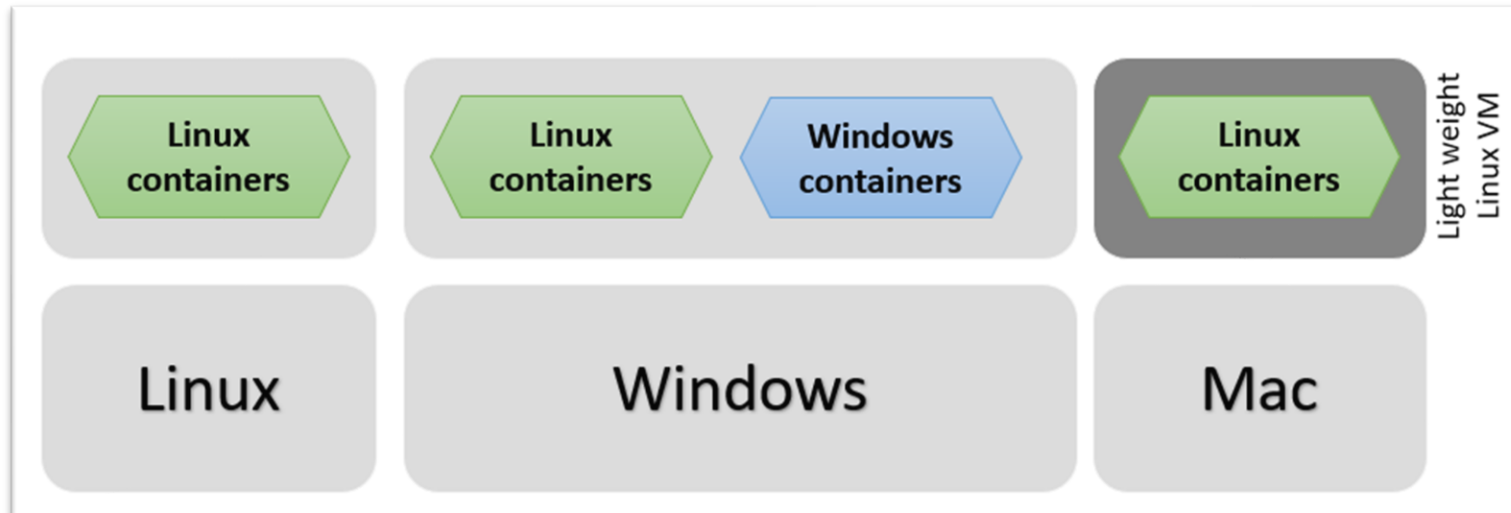 Linux
containers
Linux
containers
Windows
containers
Linux
containers
Light weight
Linux VM
Linux
Windows
Mac